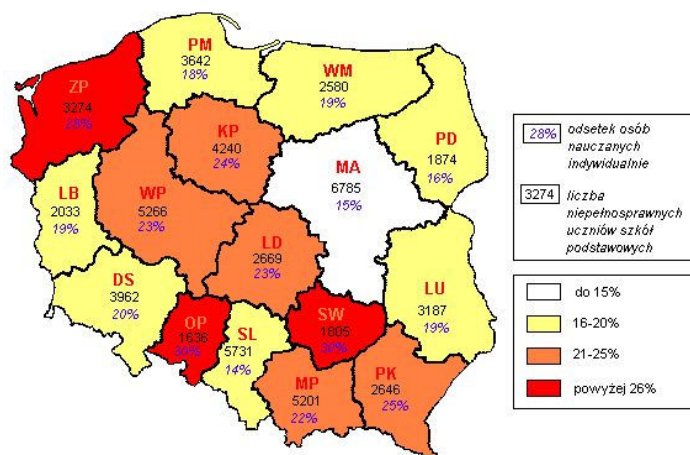 PM
3642
18%
WM
2580
19%
ZP
3274
28%
KP
4240
24%
PD
1874
16%
MA
6785
15%
LB
2033
19%
WP
5266
23%
LD
2669
23%
DS
3962
20%
LU
3187
19%
OP
1636
30%
SL
5731
14%
SW
1805
30%
MP
5201
22%
PK
2646
25%
28% odsetek osób
nauczanych
indywidualnie
3274 liczba
niepełnosprawnych
uczniów szkół
podstawowych
do 15%
16-20%
21-25%
powyżej 26%